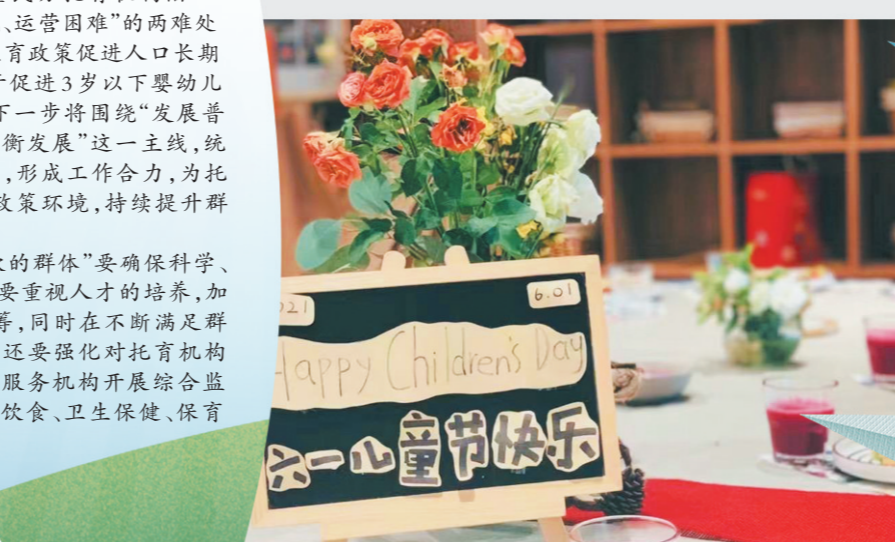 、运营困难”的两难处
育政策促进人口长期
促进3岁以下婴幼儿
下一步将围绕“发展普
衡发展”这一主线,统
,形成工作合力,为托
政策环境,持续提升群
的群体”要确保科学、
要重视人才的培养,加
等,同时在不断满足群
还要强化对托育机构
服务机构开展综合监
饮食、卫生保健、保育
021
6.01
Happy Children's Day
六一儿童节快乐